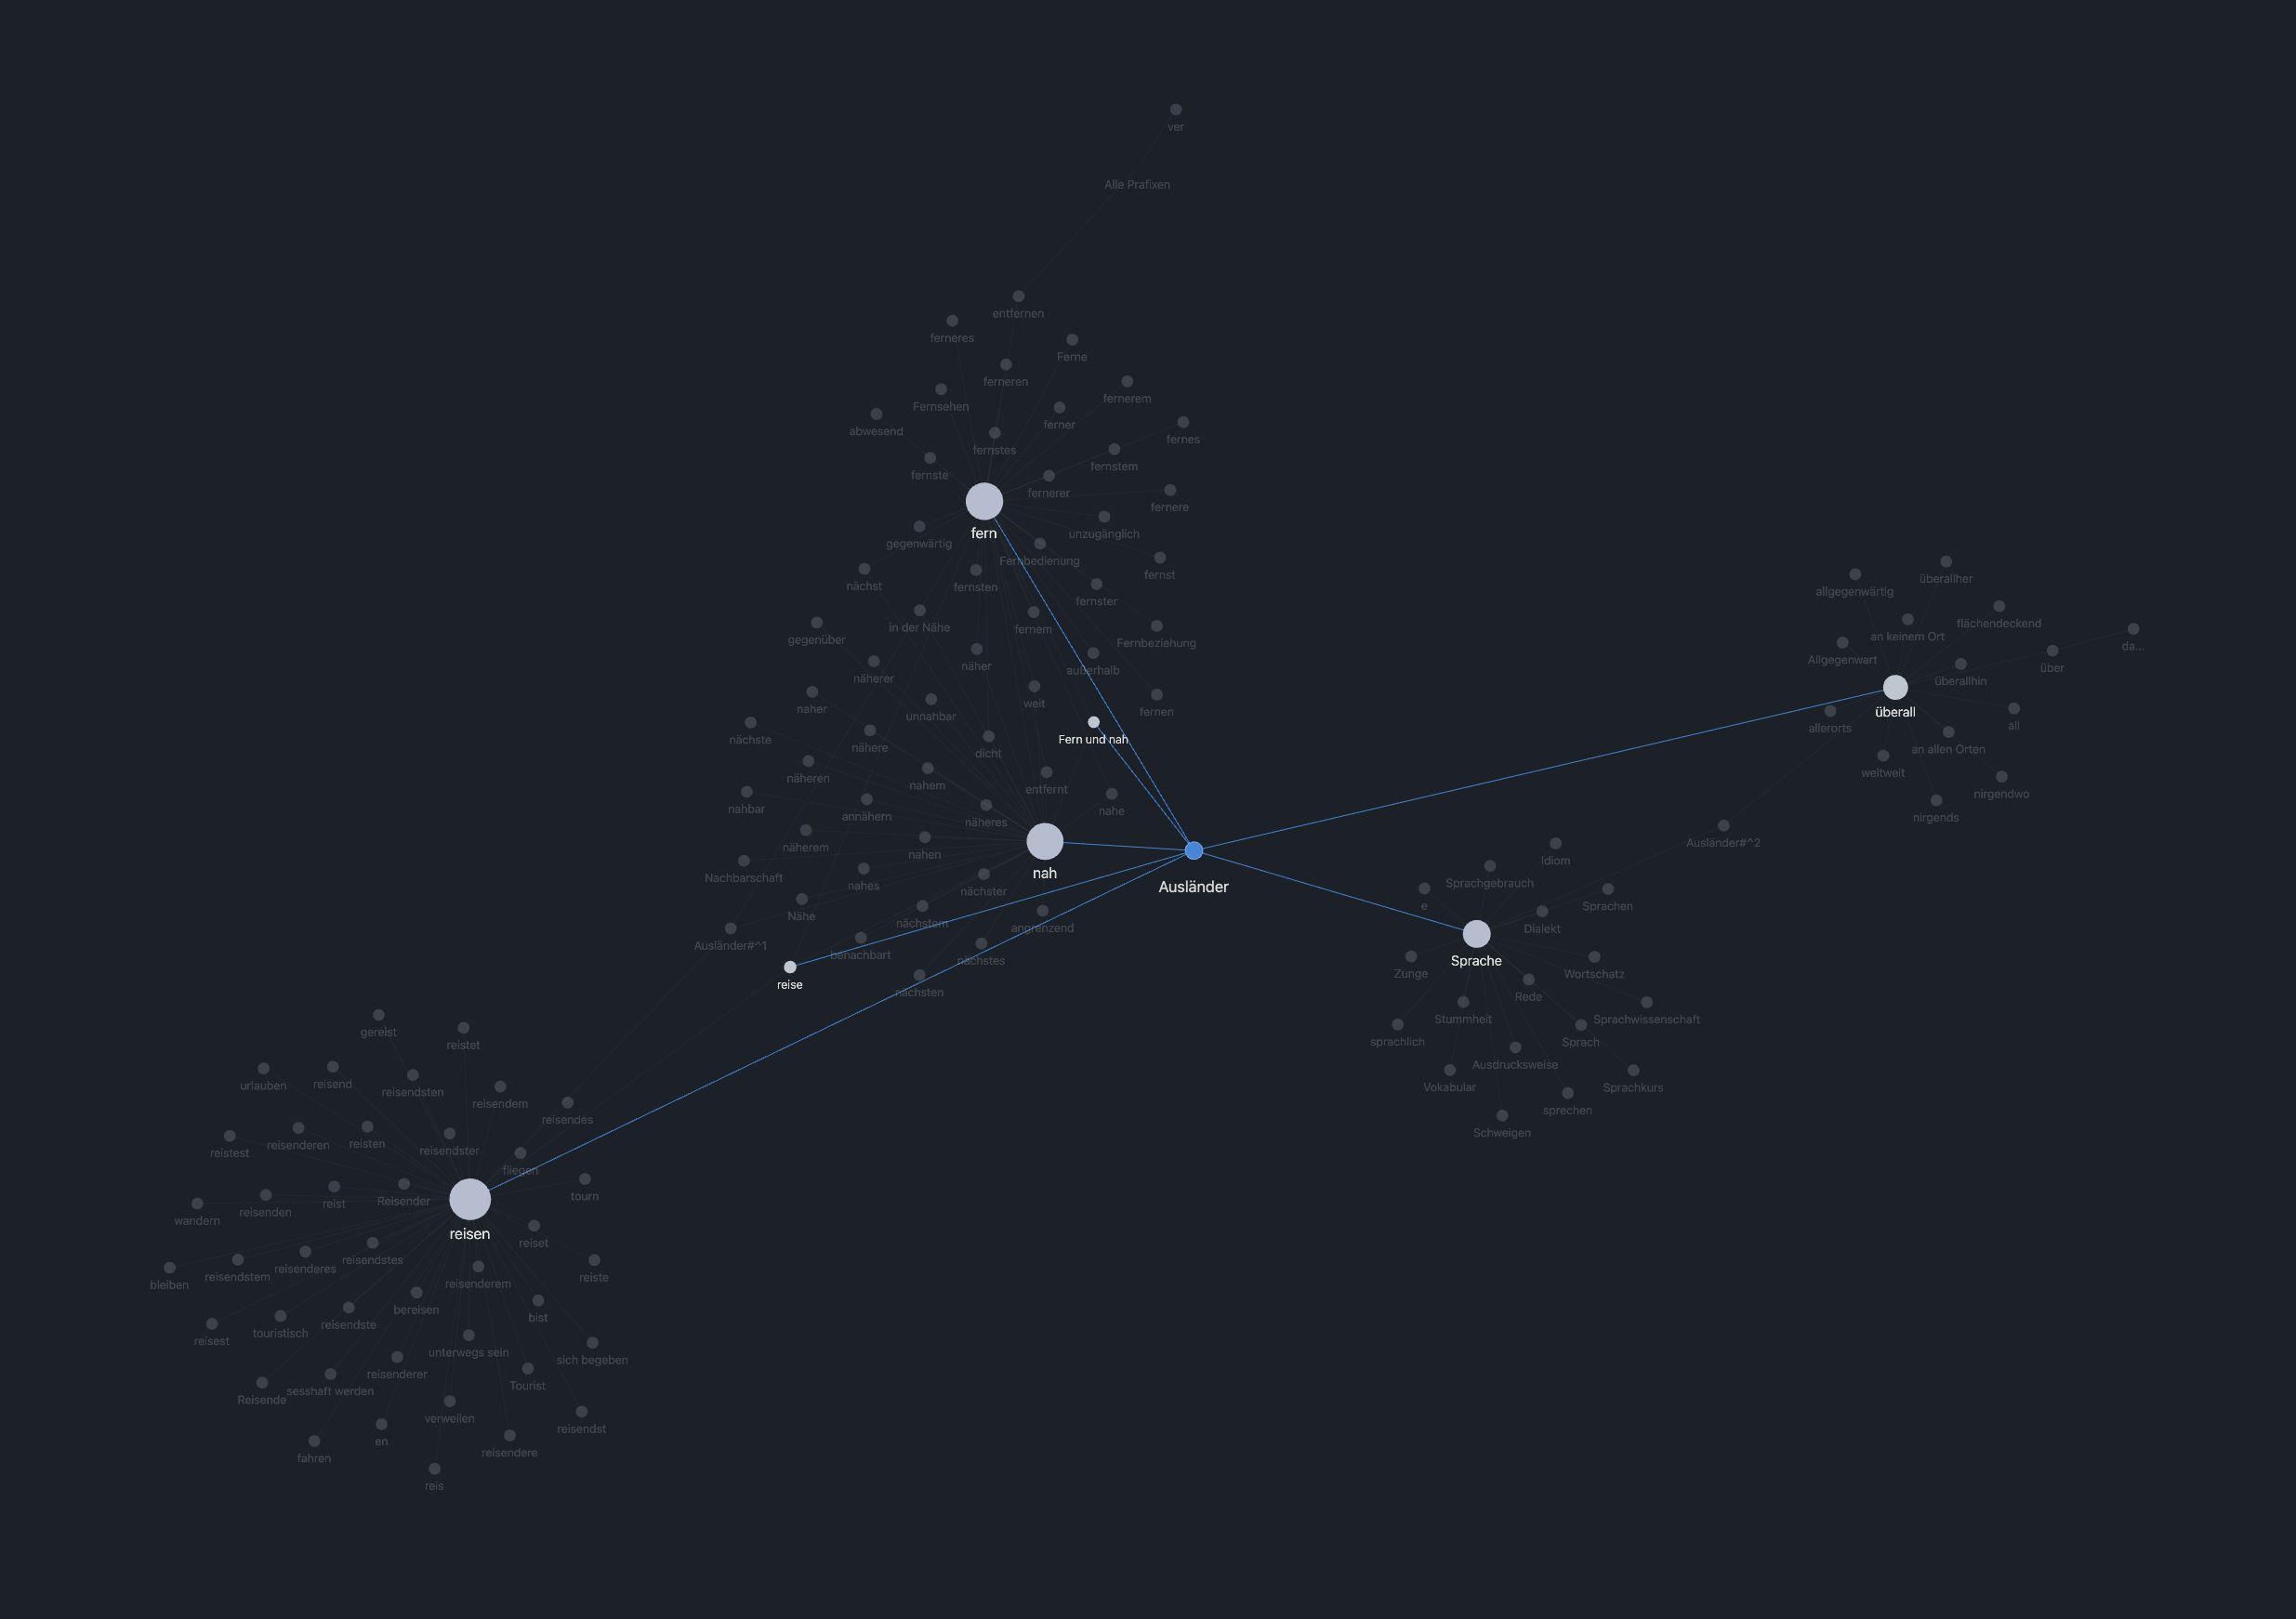 ver
Alle Prafixen
entfernen
ferneres
Ferne
ferneren
fernerem
Fernsehen
ferner
abwesend
fernes
fernstes
fernstem
fernste
fernerer
fernere
fern
unzugänglich
gegenwärtig
Fernbedienung
fernst
nächst
fernsten
fernster
in der Nähe
fernem
gegenüber
Fernbeziehung
näher
außerhalb
näherer
weit
naher
unnahbar
fernen
nächste
nähere
dicht
Fern und nah
näheren
nahem
entfernt
nahbar
annähern
näheres
nahe
näherem
nahen
nah
Nachbarschaft
nahes
nächster
Ausländer
Nähe
nächstem
angrenzend
Ausländer#^1
benachbart
nächstes
reise
nächsten
überallher
allgegenwärtig
flächendeckend
an keinem Ort
da...
Allgegenwart
über
überallhin
überall
allerorts
all
an allen Orten
weltweit
nirgendwo
nirgends
Ausländer#^2
Idiom
Sprachgebrauch
e
Sprachen
Dialekt
Sprache
Zunge
Wortschatz
Rede
Stummheit
Sprachwissenschaft
sprachlich
Sprach
Ausdrucksweise
Vokabular
Sprachkurs
sprechen
Schweigen
gereist
reistet
urlauben
reisend
reisendsten
reisendem
reisendes
reisenderen
reisten
reistest
reisendster
fliegen
tourn
reist
Reisender
wandern
reisenden
reisen
reiset
reisendstes
reisenderes
reisendstem
bleiben
reiste
reisenderem
bereisen
bist
reisendste
touristisch
reisest
unterwegs sein
sich begeben
reisenderer
Tourist
sesshaft werden
Reisende
verweilen
reisendst
en
reisendere
fahren
reis